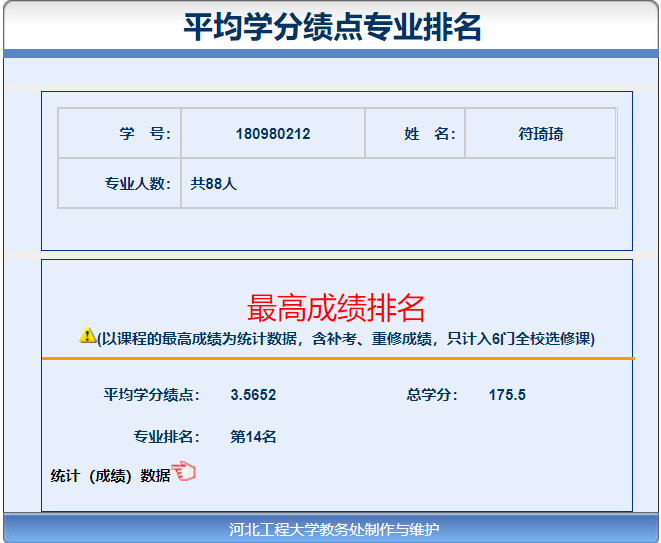 平均学分绩点专业排名
学 号： 180980212 姓 名： 符琦琦
专业人数： 共88人
最高成绩排名
(以课程的最高成绩为统计数据，含补考、重修成绩，只计入6门全校选修课)
平均学分绩点： 3.5652 总学分： 175.5
专业排名： 第14名
统计（成绩）数据
河北工程大学教务处制作与维护